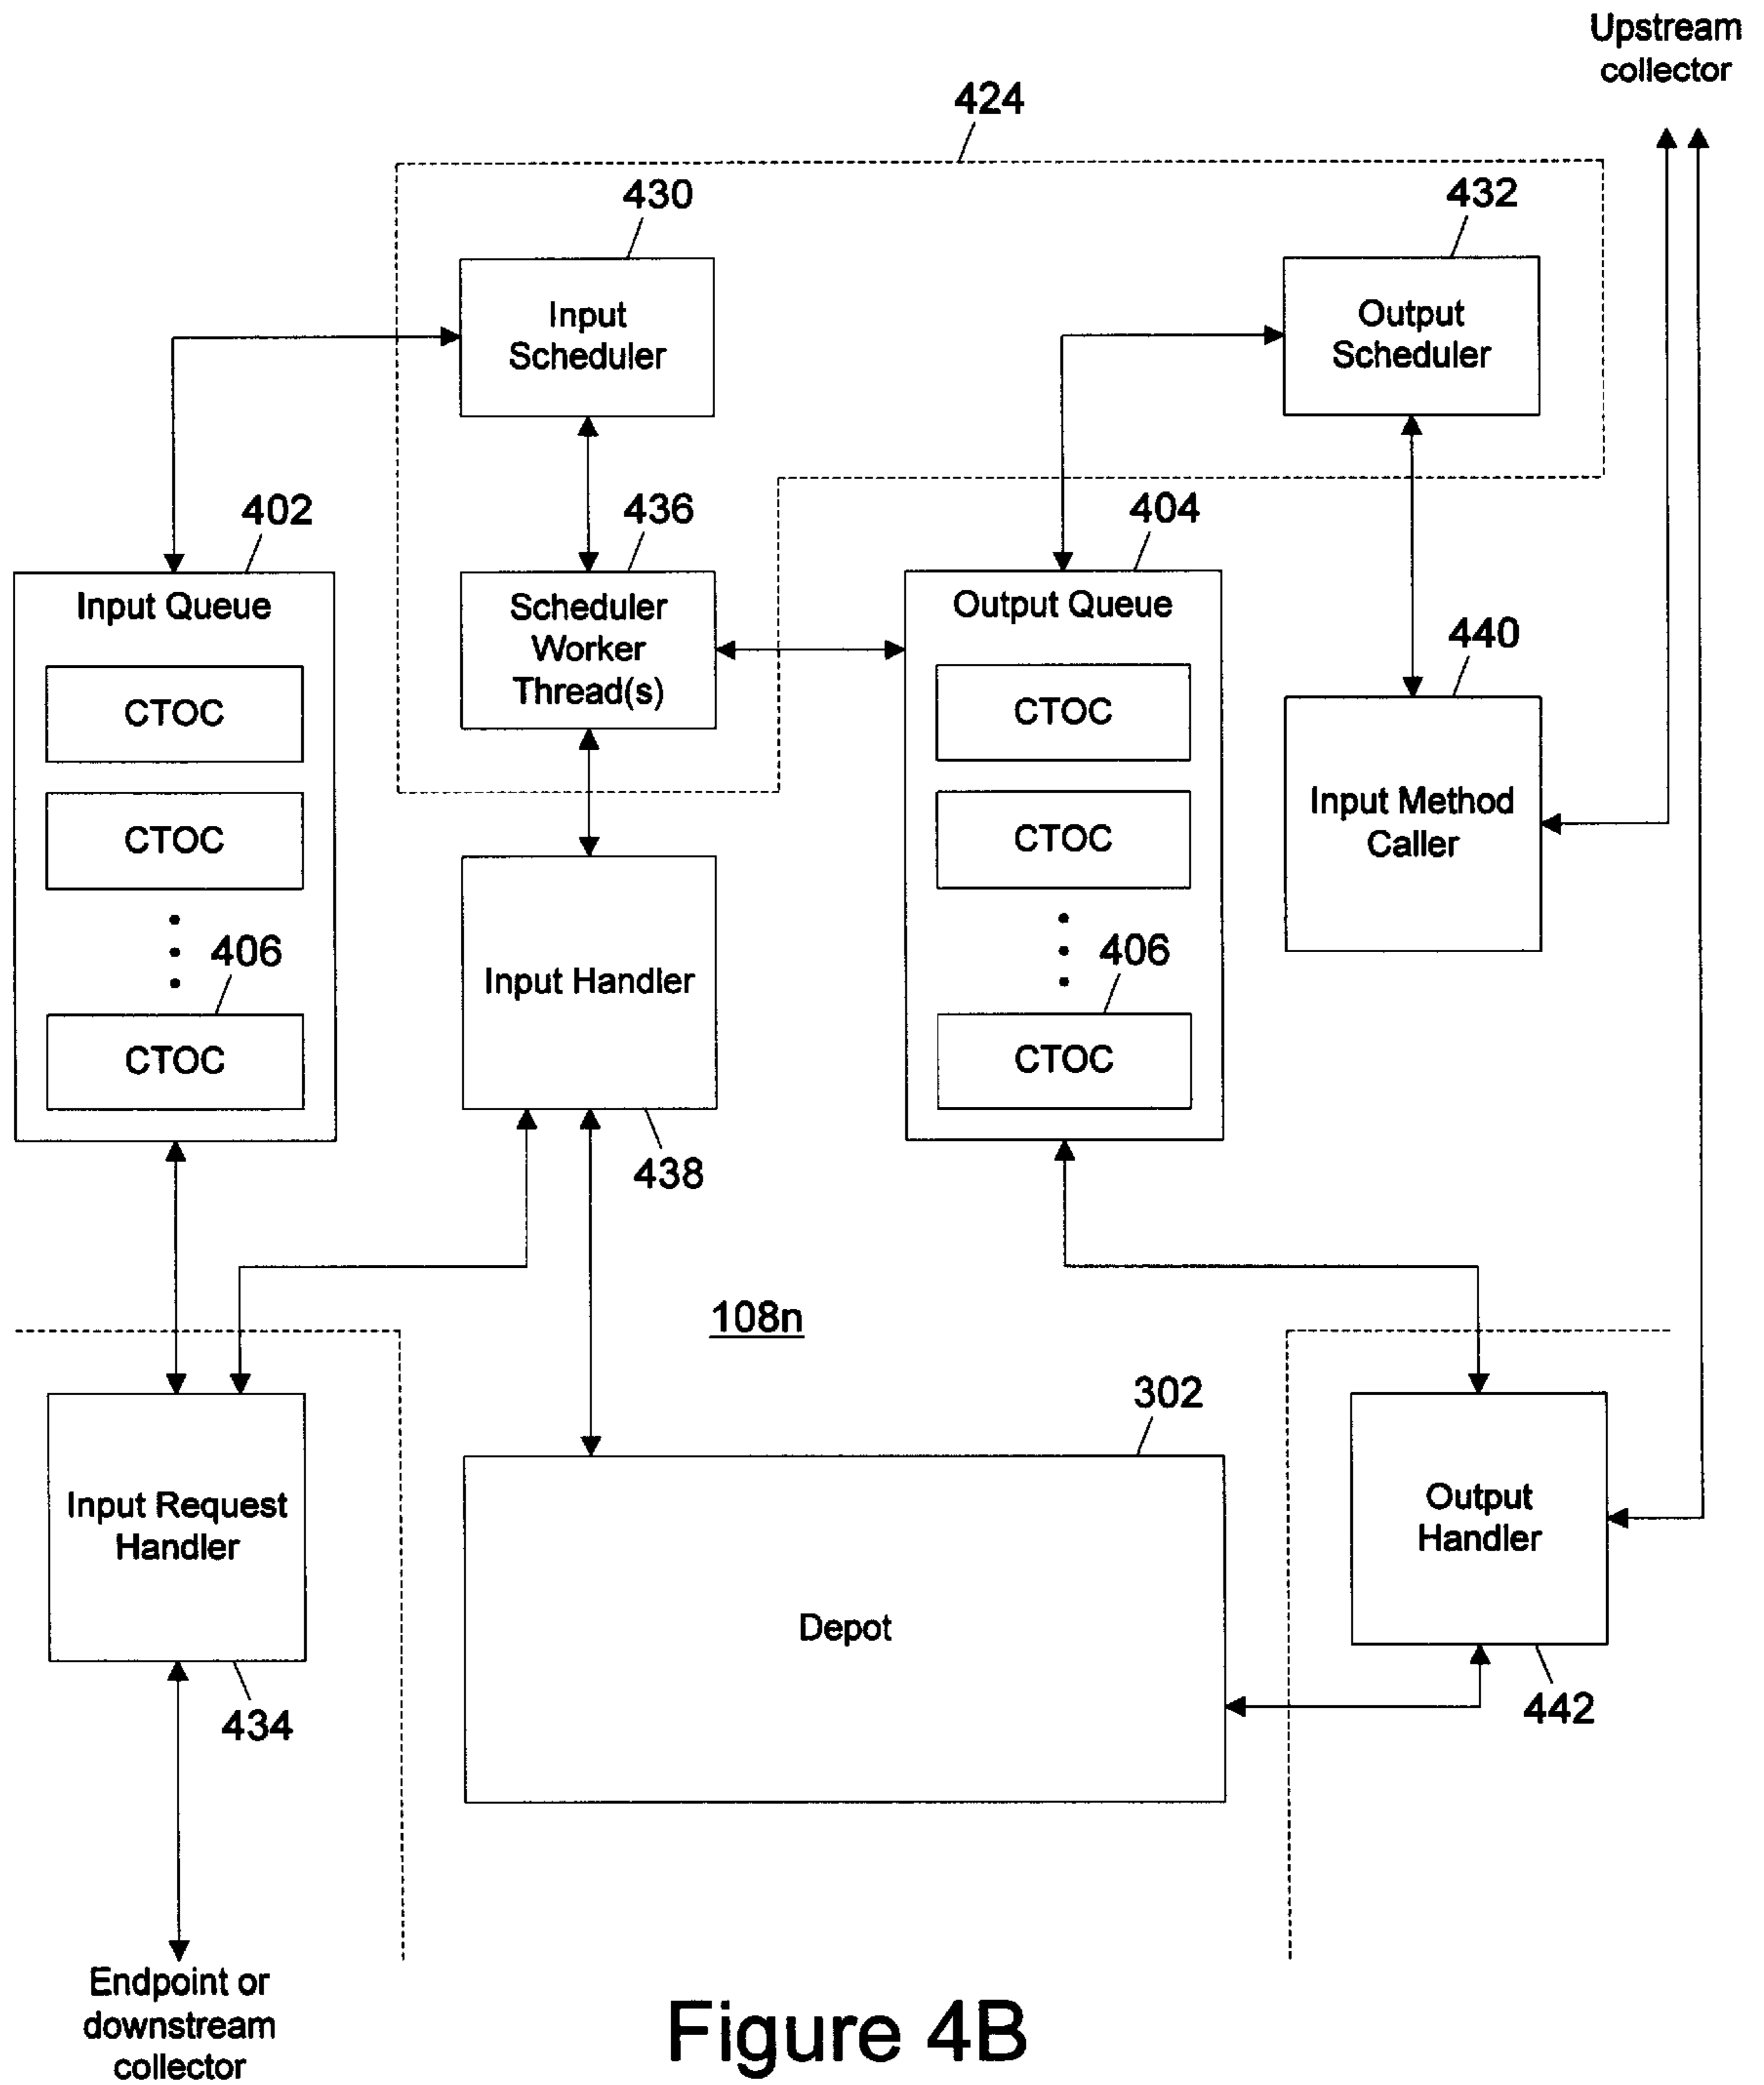 Upstream
collector
424
430
432
Input
Scheduler
Output
Scheduler
402
436
404
Input Queue
Scheduler
Worker
Thread(s)
Output Queue
440
CTOC
CTOC
CTOC
CTOC
Input Method
Caller
406
406
Input Handler
CTOC
CTOC
438
108n
302
Input Request
Handler
Output
Handler
Depot
434
442
Endpoint or
downstream
collector
Figure 4B